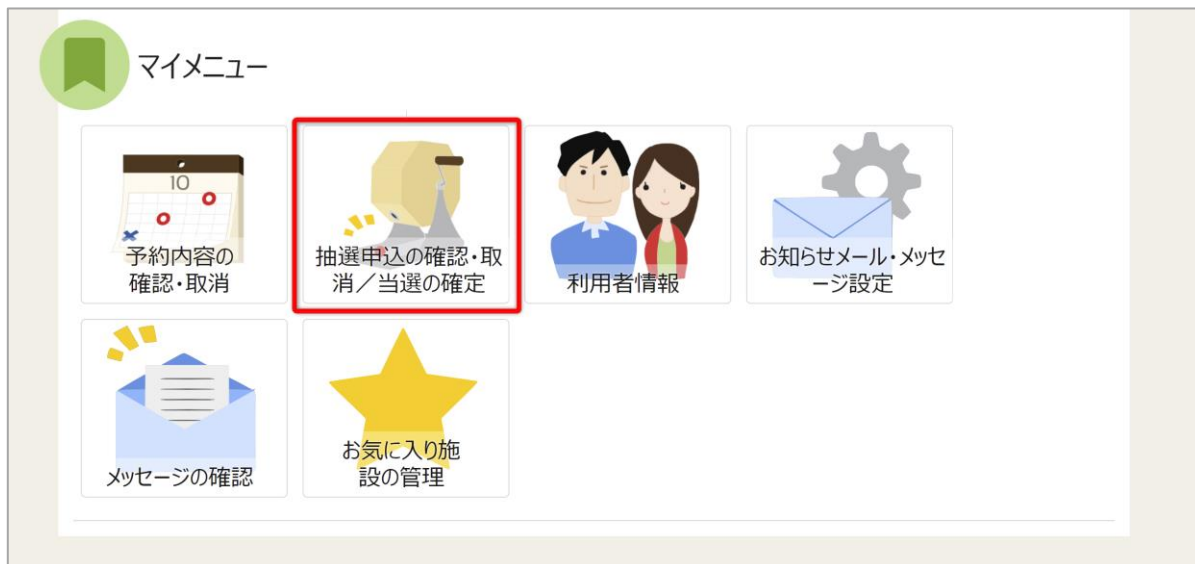 マイメニュー
10
予約内容の
確認・取消
抽選申込の確認・取
消／当選の確定
利用者情報
お知らせメール・メッセ
ージ設定
メッセージの確認
お気に入り施
設の管理